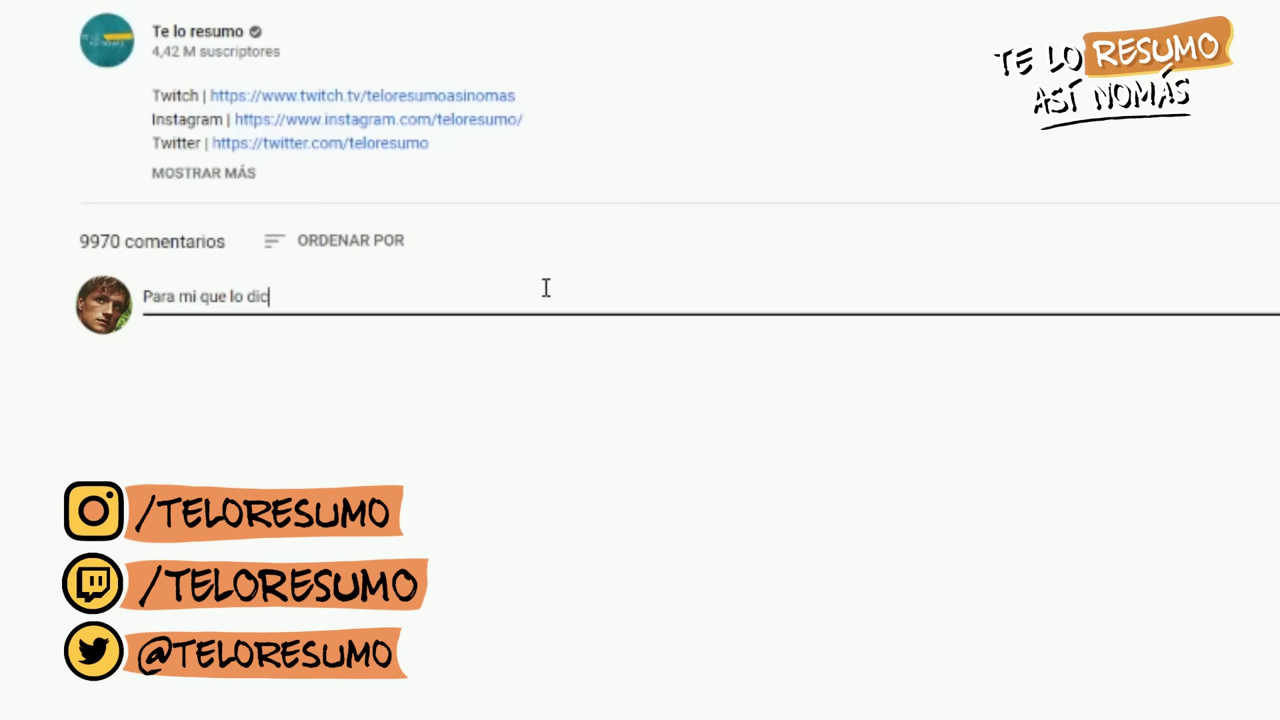 Te lo resumo
4,42 M suscriptores
TE LO RESUMO
ASÍ NOMÁS
Twitch | https://www.twitch.tv/teloresumoasinomas
Instagram | https://www.instagram.com/teloresumo/
Twitter | https://twitter.com/teloresumo
MOSTRAR MÁS
9970 comentarios
ORDENAR POR
Para mi que lo dic
/TELORESUMO
/TELORESUMO
@TELORESUMO